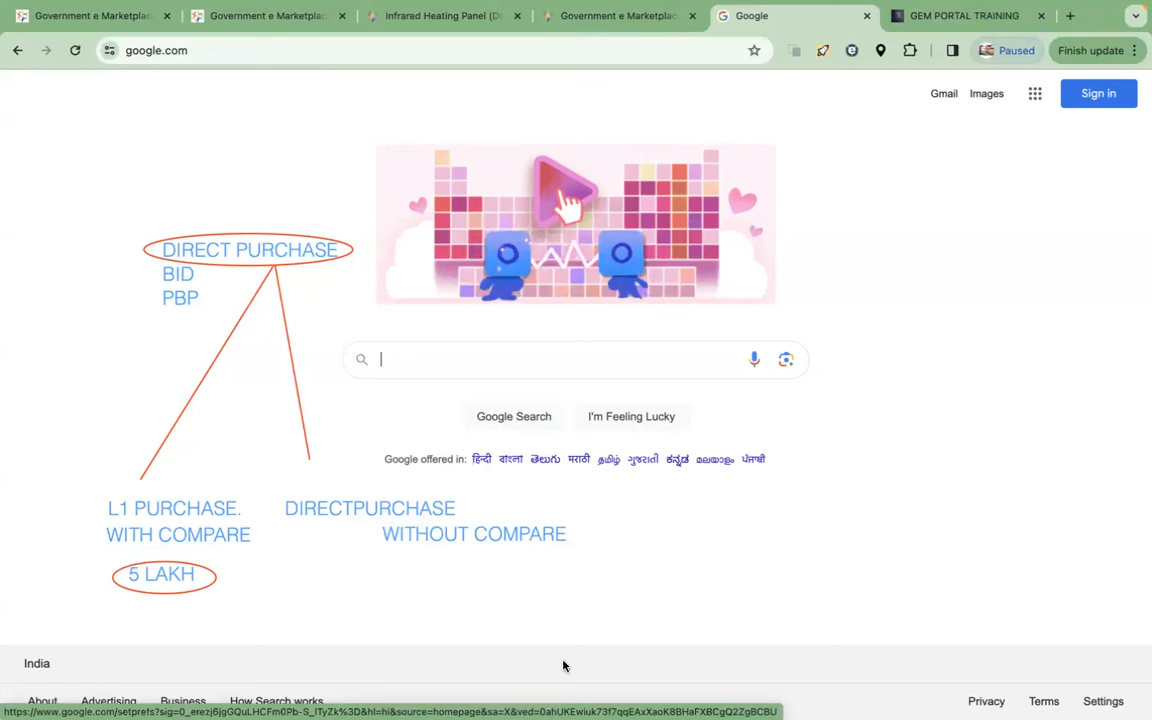 Government e Marketplac
Government e Marketplac
Infrared Heating Panel (D
Government e Marketplac
Google
GEM PORTAL TRAINING
google.com
Paused
Finish update
Gmail
Images
Sign in
DIRECT PURCHASE
BID
PBP
Google Search
I'm Feeling Lucky
Google offered in: हिन्दी বাংলা తెలుగు मराठी தமிழ் ગુજરાતી ಕನ್ನಡ മലയാളം ਪੰਜਾਬੀ
L1 PURCHASE. DIRECTPURCHASE
WITH COMPARE WITHOUT COMPARE
5 LAKH
India
About Advertising Business How Search works
Privacy Terms Settings